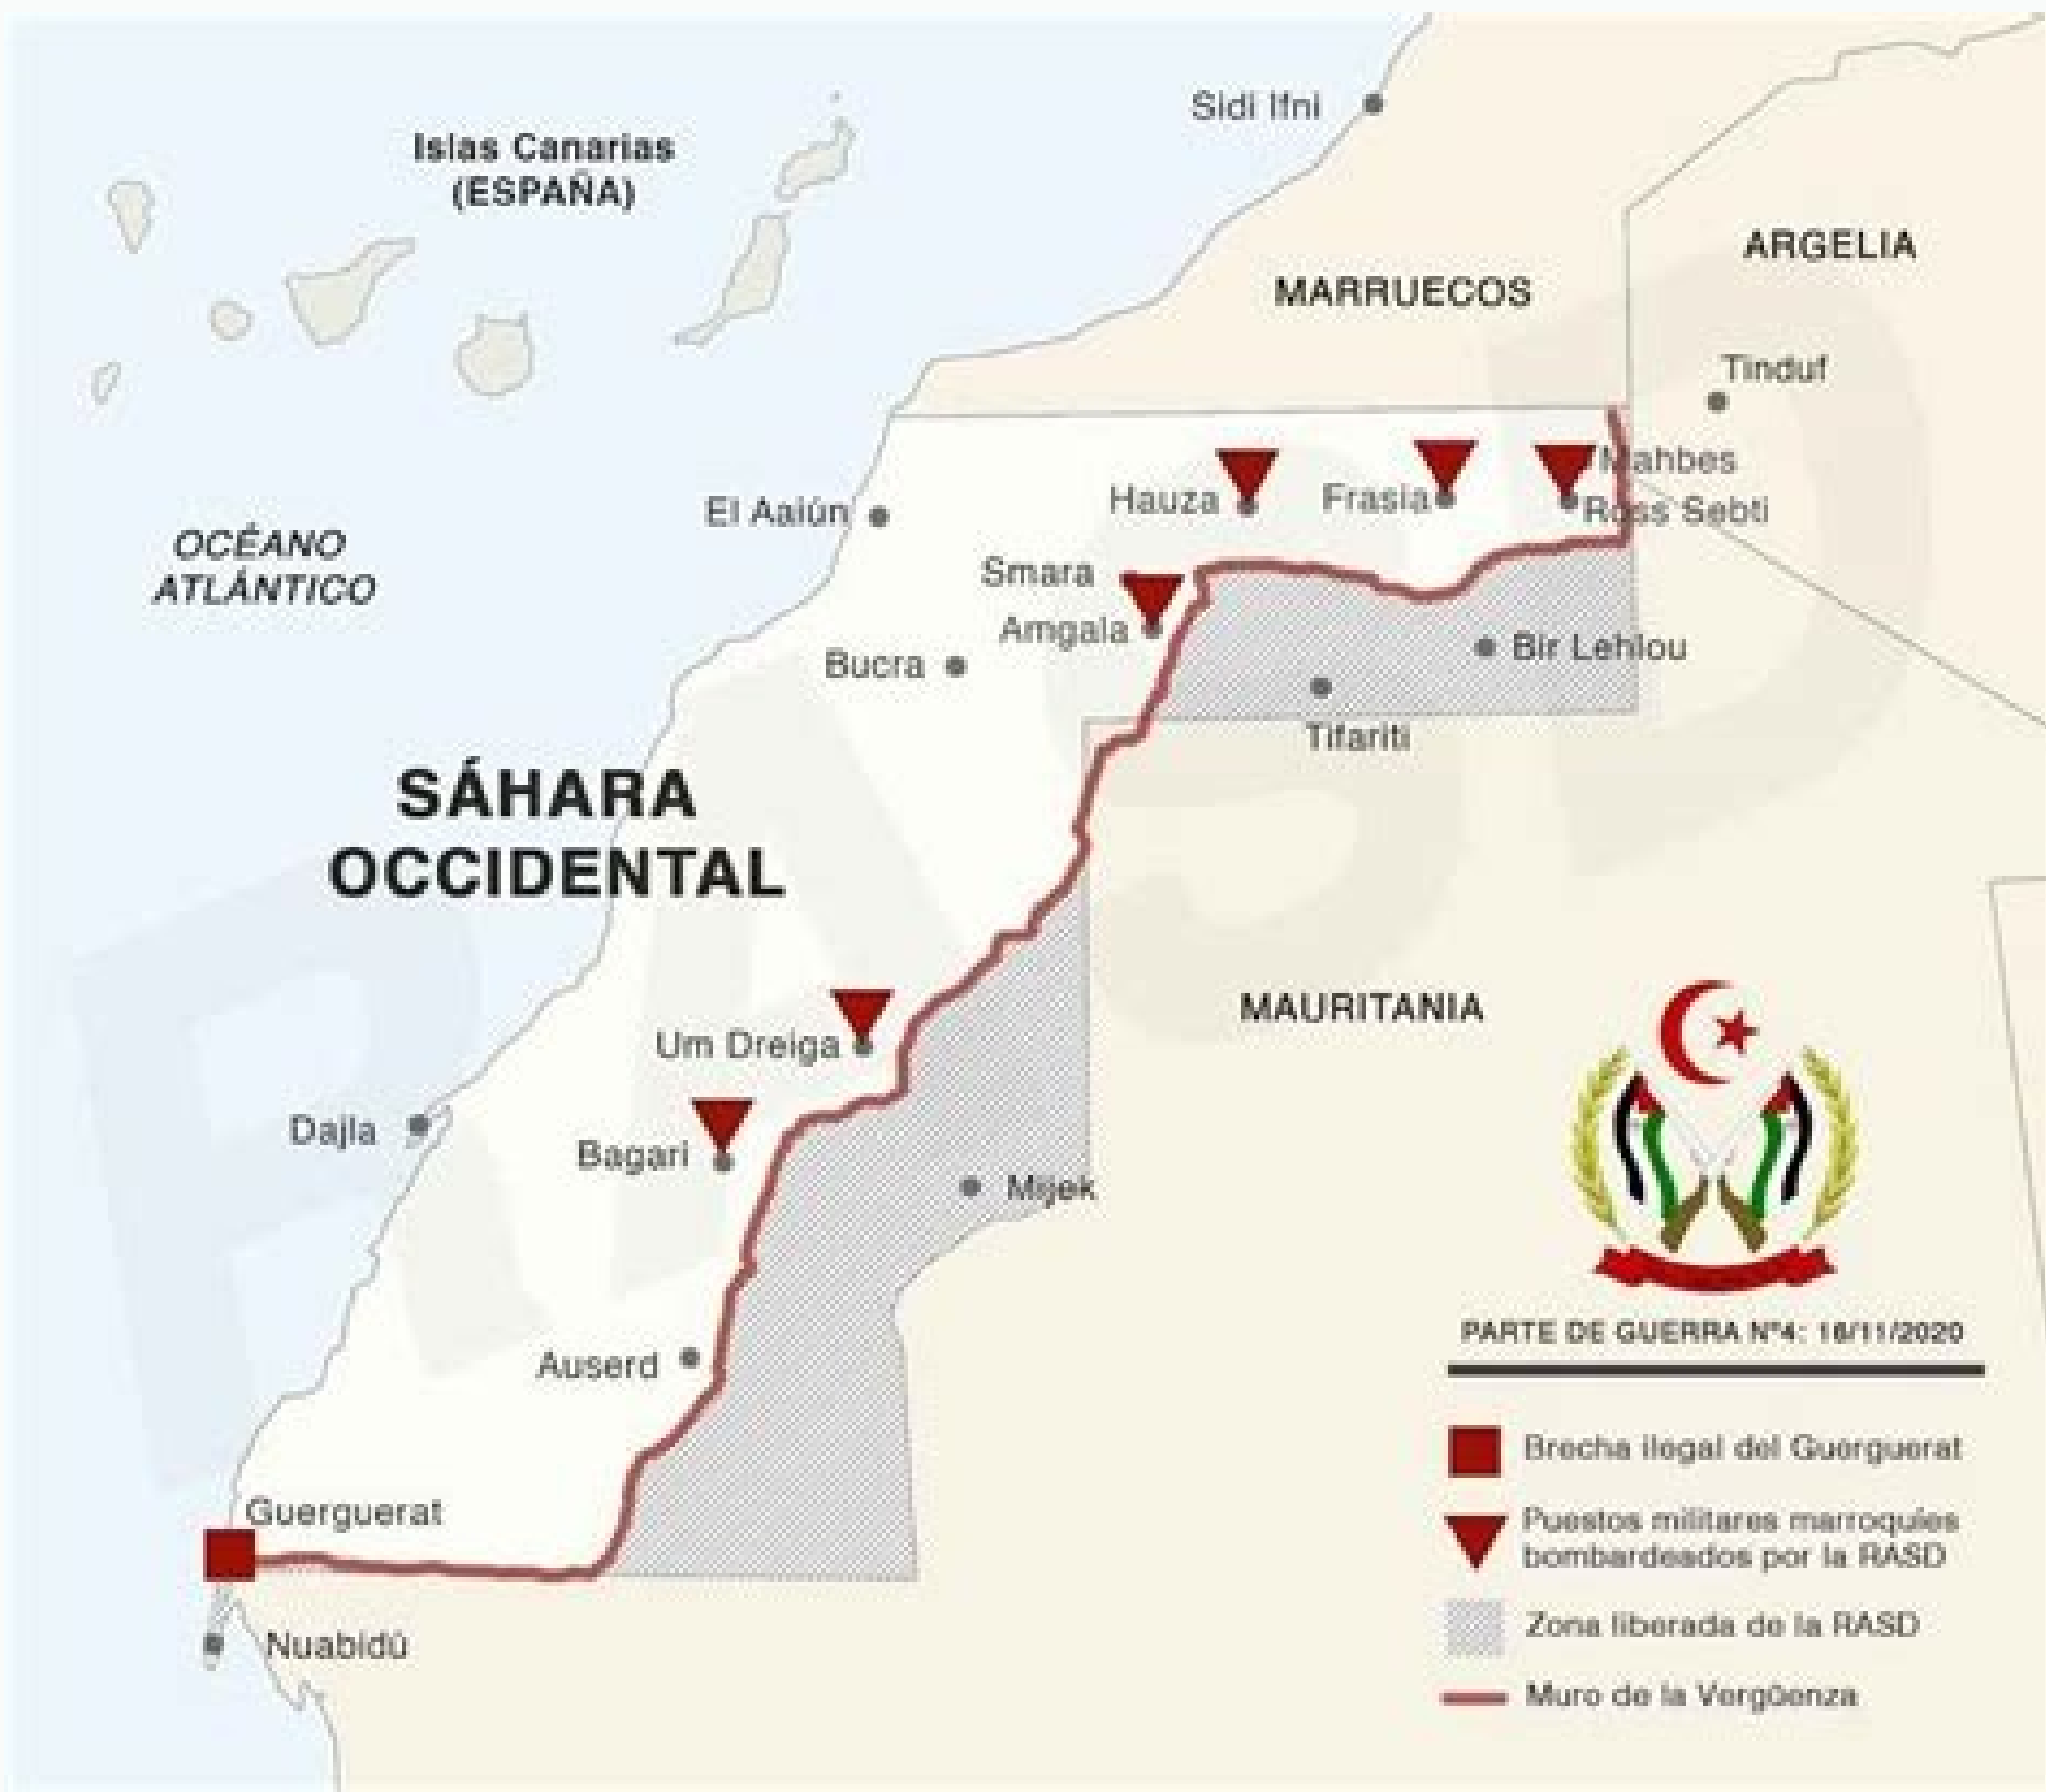 Sidi Ifni
Islas Canarias
(ESPAÑA)
ARGELIA
MARRUECOS
Tinduf
Mahbes
Hauza
Frasia
Ross Sebti
El Aaiún
OCÉANO
ATLÁNTICO
Smara
Amgala
Bir Lehlou
Bucra
Tifariti
SÁHARA
OCCIDENTAL
MAURITANIA
Um Dreiga
Dajla
Bagari
Mijek
PARTE DE GUERRA Nº4: 16/11/2020
Auserd
Brecha ilegal del Guerguerat
Guerguerat
Puestos militares marroquíes
bombardeados por la RASD
Zona liberada de la RASD
Nuabidú
Muro de la Vergüenza
RASD